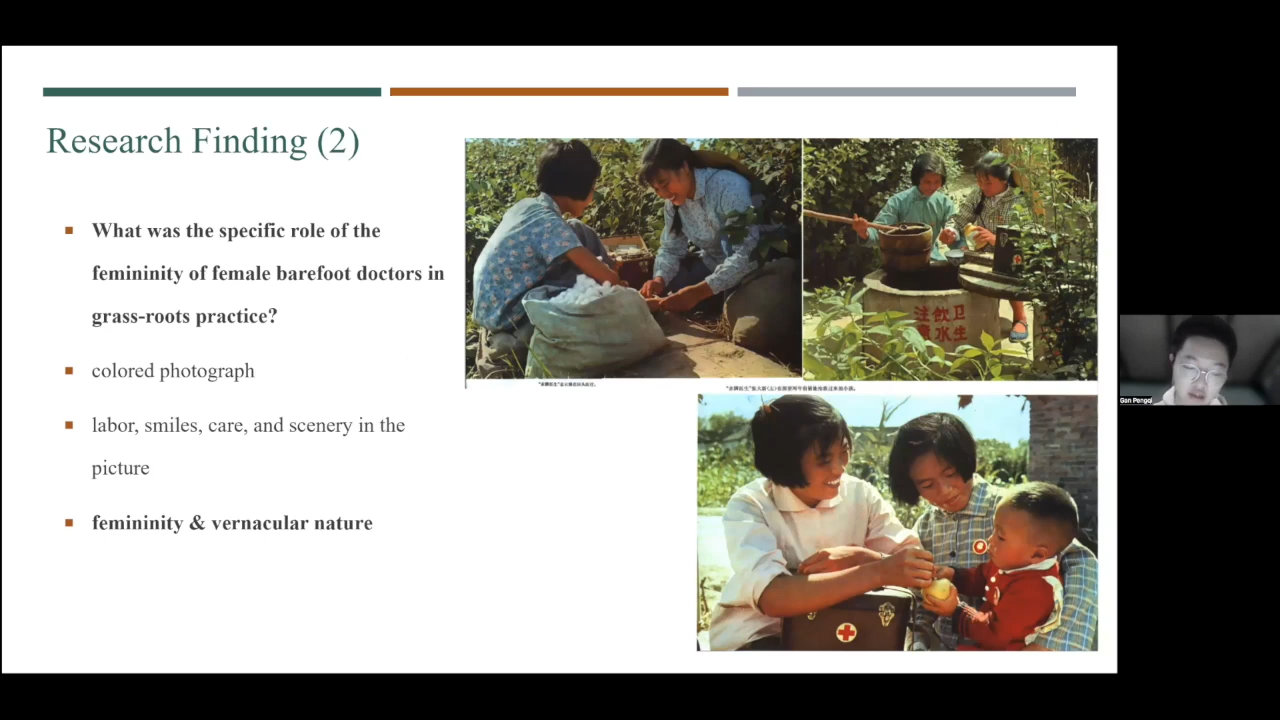 Research Finding (2)
What was the specific role of the
femininity of female barefoot doctors in
grass-roots practice?
colored photograph
labor, smiles, care, and scenery in the
picture
femininity & vernacular nature
注饮卫
水生
Gan Pengqi